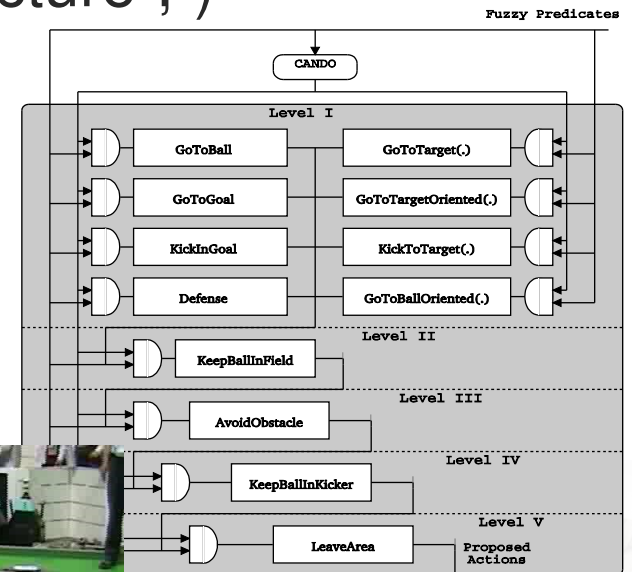 Fuzzy Predicates
CANDO
Level I
GoToBall
GoToTarget(.)
GoToGoal
GoToTargetOriented(.)
KickInGoal
KickToTarget(.)
Defense
GoToBallOriented(.)
Level II
KeepBallInField
Level III
AvoidObstacle
Level IV
KeepBallInKicker
Level V
LeaveArea
Proposed
Actions